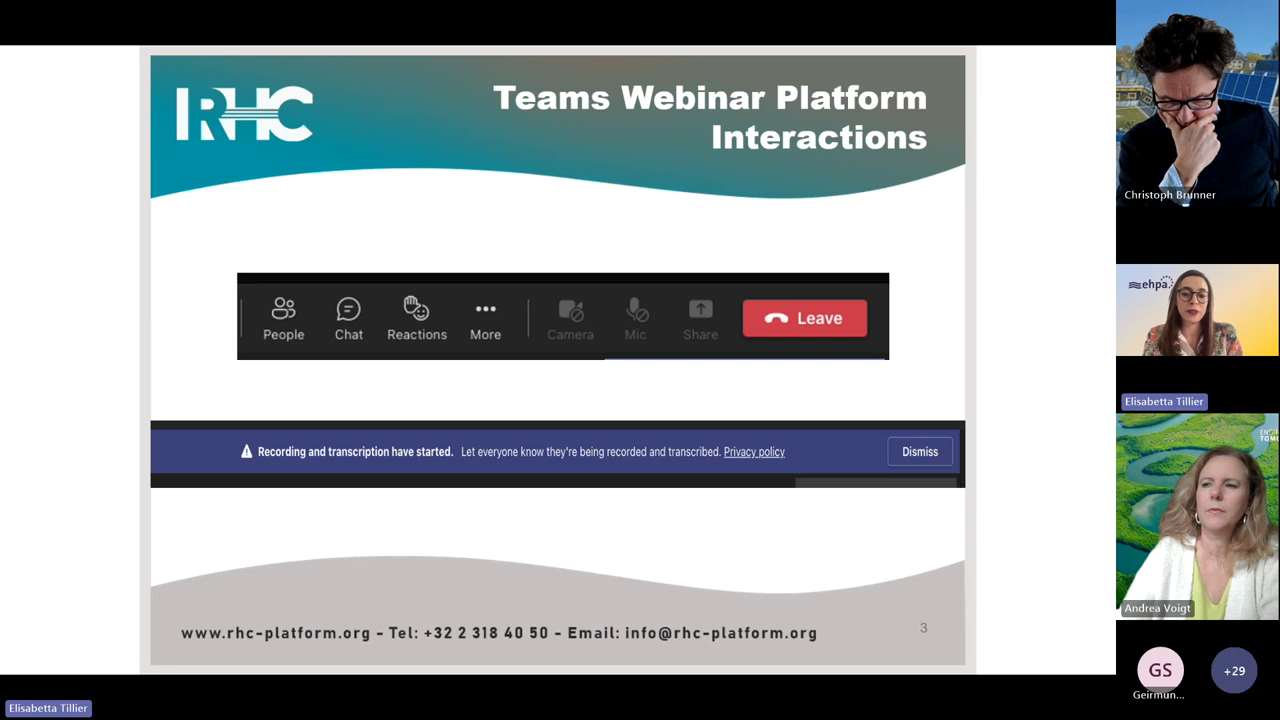 RHC
Teams Webinar Platform
Interactions
People
Chat
Reactions
More
Camera
Mic
Share
Leave
Recording and transcription have started. Let everyone know they're being recorded and transcribed. Privacy policy
Dismiss
www.rhc-platform.org - Tel: +32 2 318 40 50 - Email: info@rhc-platform.org
3
Elisabetta Tillier
Christoph Brunner
ehpa
Elisabetta Tillier
Andrea Voigt
GS
Geirmun...
+29